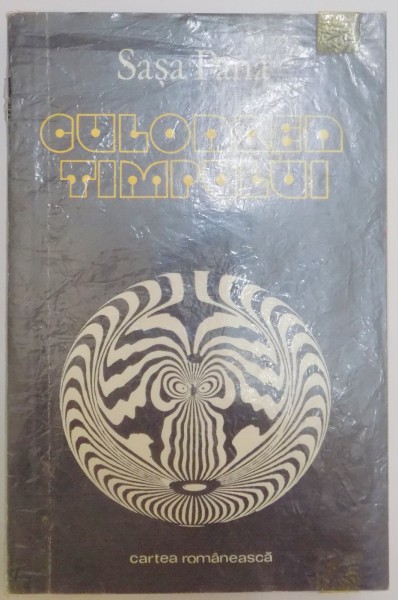 Sașa Pană
CULOAREA
TIMPULUI
cartea românească